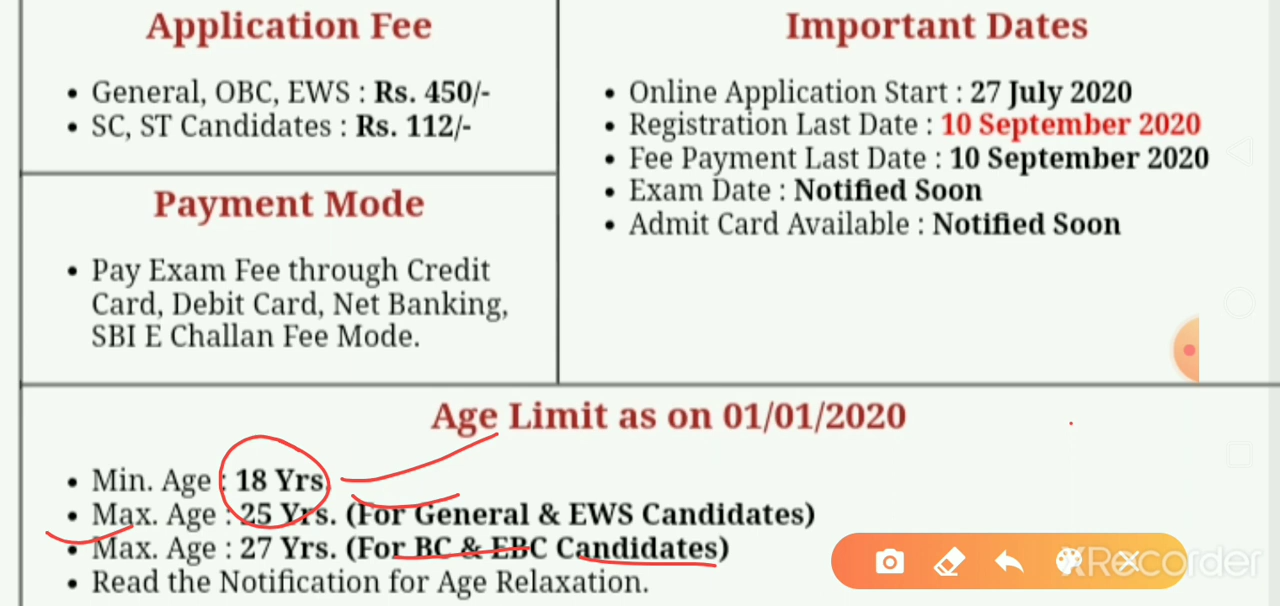 Application Fee
• General, OBC, EWS : Rs. 450/-
• SC, ST Candidates : Rs. 112/-
Payment Mode
• Pay Exam Fee through Credit
Card, Debit Card, Net Banking,
SBI E Challan Fee Mode.
Important Dates
• Online Application Start : 27 July 2020
• Registration Last Date : 10 September 2020
• Fee Payment Last Date : 10 September 2020
• Exam Date : Notified Soon
• Admit Card Available : Notified Soon
Age Limit as on 01/01/2020
• Min. Age : 18 Yrs.
• Max. Age : 25 Yrs. (For General & EWS Candidates)
• Max. Age : 27 Yrs. (For BC & EBC Candidates)
• Read the Notification for Age Relaxation.
XRecorder